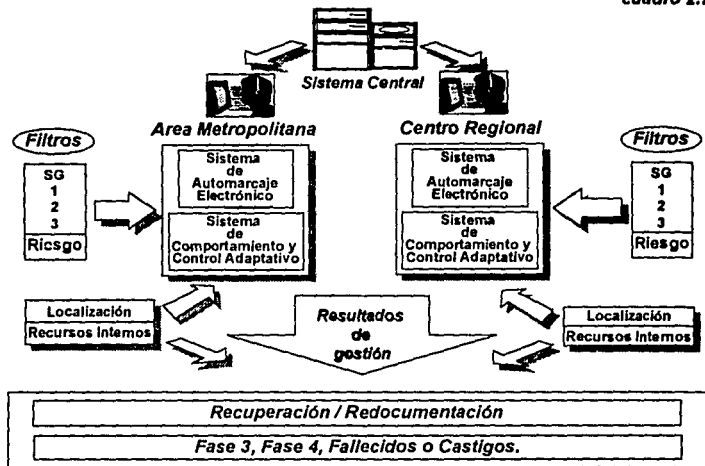 cuadro 2.
Sistema Central
Area Metropolitana
Centro Regional
Filtros
SG
1
2
3
Ricsgo
Sistema
de
Automarcaje
Electrónico
Sistema
de
Comportamiento y
Control Adaptativo
Sistema
de
Automarcaje
Electrónico
Sistema
de
Comportamiento y
Control Adaptativo
Filtros
SG
1
2
3
Riesgo
Localización
Recursos Internos
Resultados
de
gestión
Localización
Recursos Internos
Recuperación / Redocumentación
Fase 3, Fase 4, Fallecidos o Castigos.